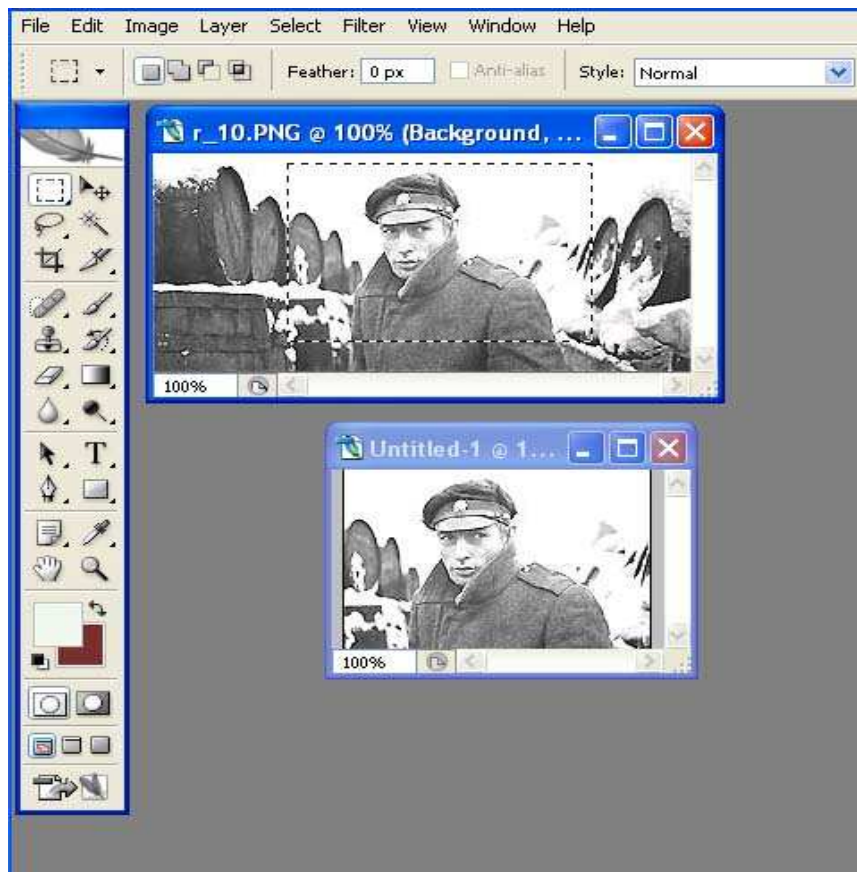 File Edit Image Layer Select Filter View Window Help
Feather: 0 px Anti-alias Style: Normal
r_10.PNG @ 100% (Background, ...
100%
Untitled-1 @ 1...
100%
T